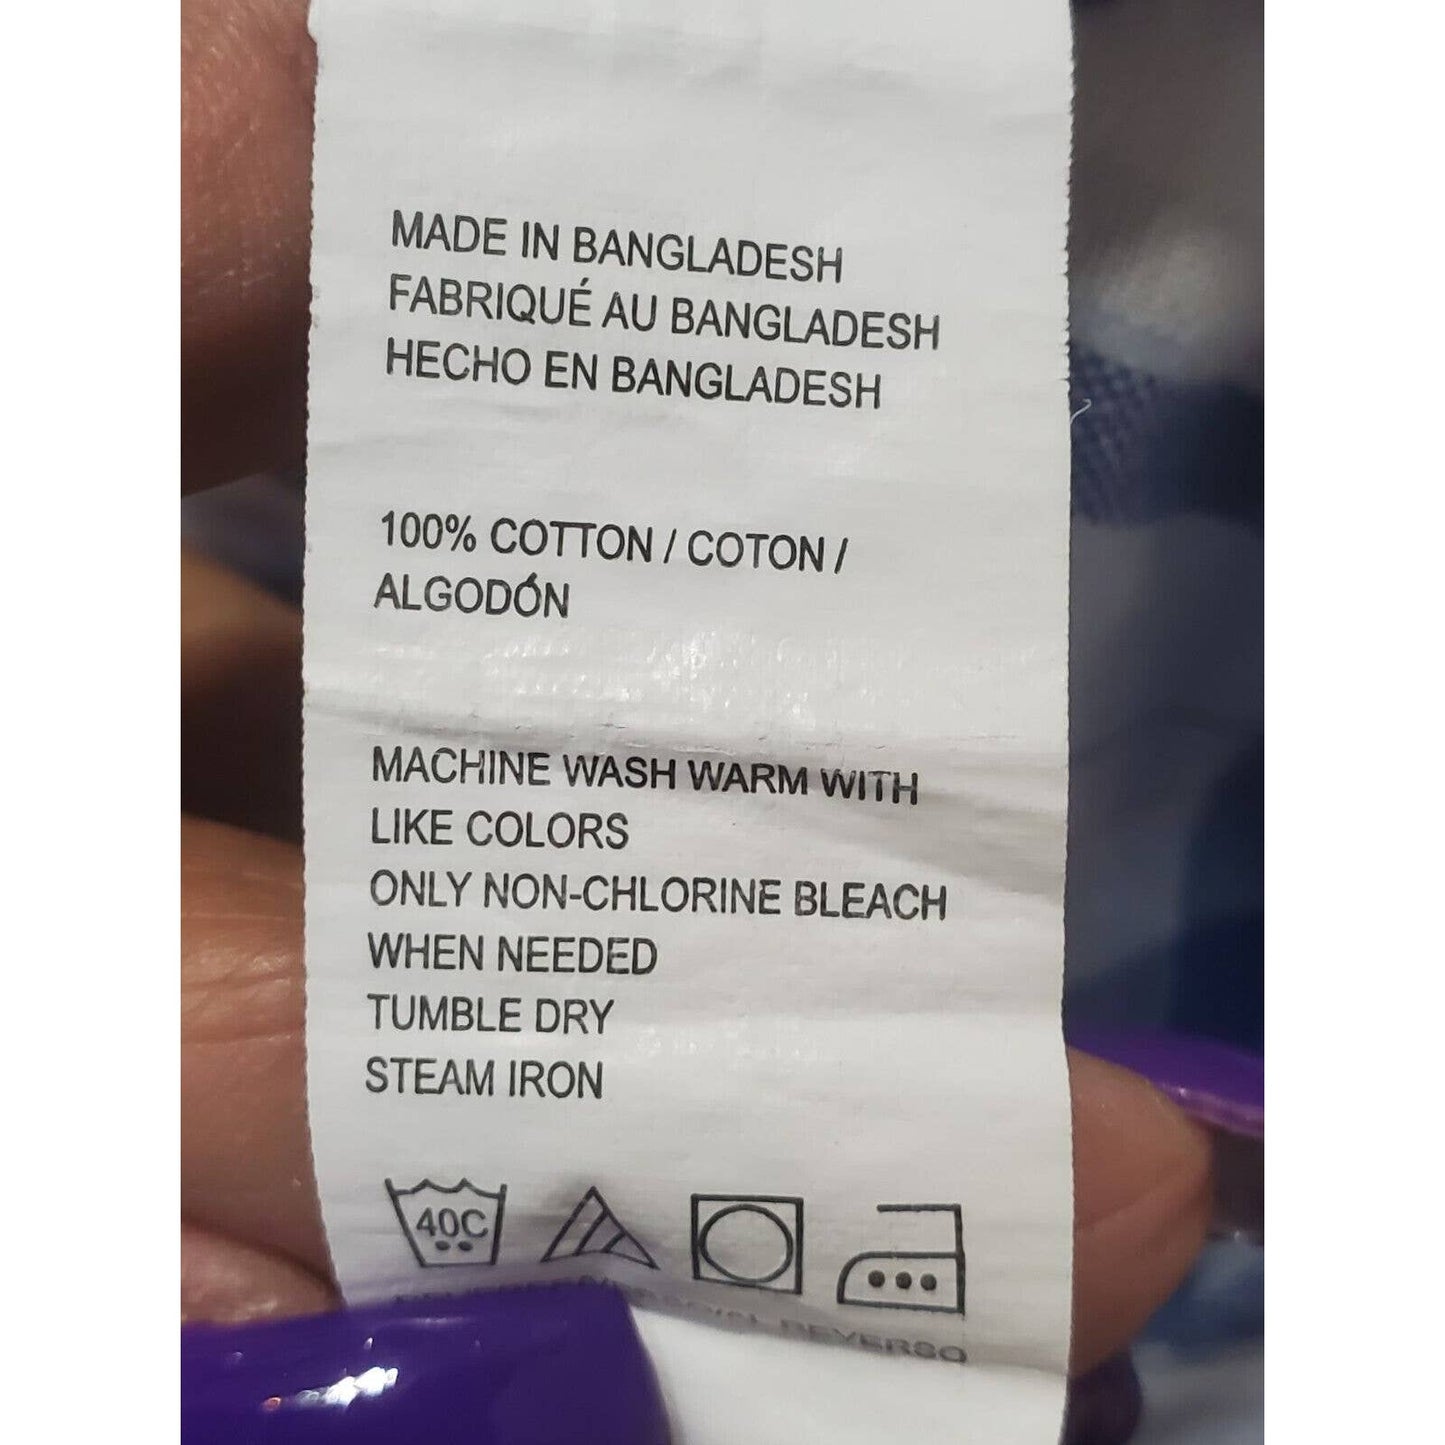 MADE IN BANGLADESH
FABRIQUÉ AU BANGLADESH
HECHO EN BANGLADESH
100% COTTON / COTON /
ALGODÓN
MACHINE WASH WARM WITH
LIKE COLORS
ONLY NON-CHLORINE BLEACH
WHEN NEEDED
TUMBLE DRY
STEAM IRON
40C
REVERSO